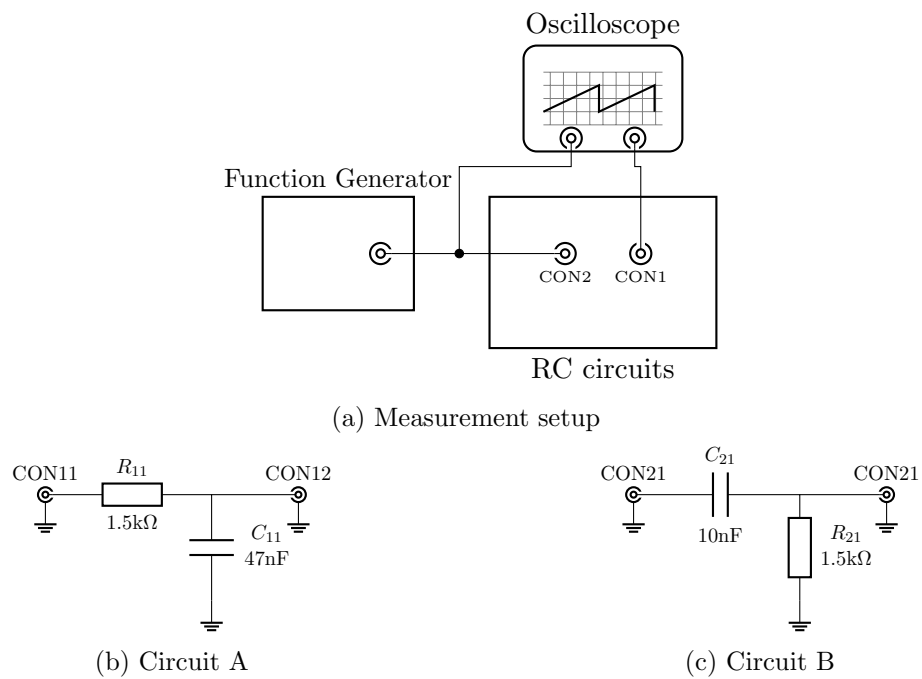 Oscilloscope
Function Generator
CON2
CON1
RC circuits
(a) Measurement setup
CON11
R11
1.5kΩ
CON12
C11
47nF
(b) Circuit A
CON21
C21
10nF
CON21
R21
1.5kΩ
(c) Circuit B